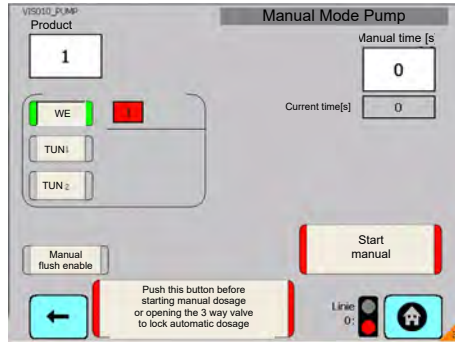 VIS010_PUMP
Manual Mode Pump
Product
1
Manual time [s
0
Current time[s]
0
WE
1
TUN1
TUN 2
Manual
flush enable
Push this button before
starting manual dosage
or opening the 3 way valve
to lock automatic dosage
Start
manual
Linie
0: